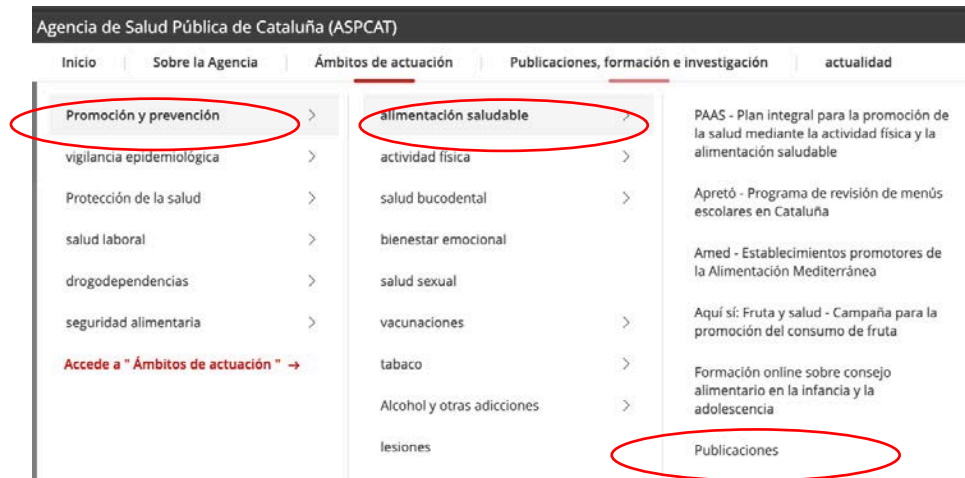 Agencia de Salud Pública de Cataluña (ASPCAT)
Inicio Sobre la Agencia Ámbitos de actuación Publicaciones, formación e investigación actualidad
Promoción y prevención
vigilancia epidemiológica
Protección de la salud
salud laboral
drogodependencias
seguridad alimentaria
Accede a " Ámbitos de actuación " →
alimentación saludable
actividad física
salud bucodental
bienestar emocional
salud sexual
vacunaciones
tabaco
Alcohol y otras adicciones
lesiones
PAAS - Plan integral para la promoción de
la salud mediante la actividad física y la
alimentación saludable
Apretó - Programa de revisión de menús
escolares en Cataluña
Amed - Establecimientos promotores de
la Alimentación Mediterránea
Aquí sí: Fruta y salud - Campaña para la
promoción del consumo de fruta
Formación online sobre consejo
alimentario en la infancia y la
adolescencia
Publicaciones